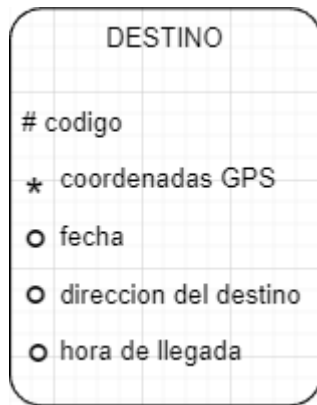 DESTINO
# codigo
* coordenadas GPS
o fecha
o direccion del destino
o hora de llegada